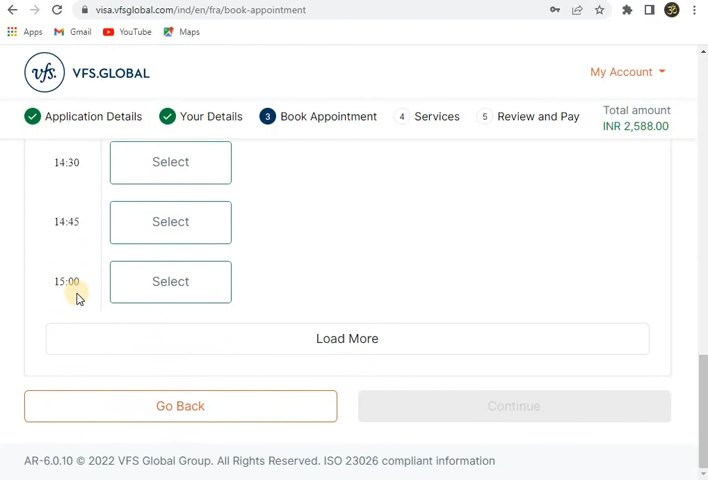 visa.vfsglobal.com/ind/en/fra/book-appointment
Apps Gmail YouTube Maps
vfs. VFS.GLOBAL My Account
Application Details Your Details 3 Book Appointment 4 Services 5 Review and Pay Total amount
INR 2,588.00
14:30 Select
14:45 Select
15:00 Select
Load More
Go Back Continue
AR-6.0.10 © 2022 VFS Global Group. All Rights Reserved. ISO 23026 compliant information